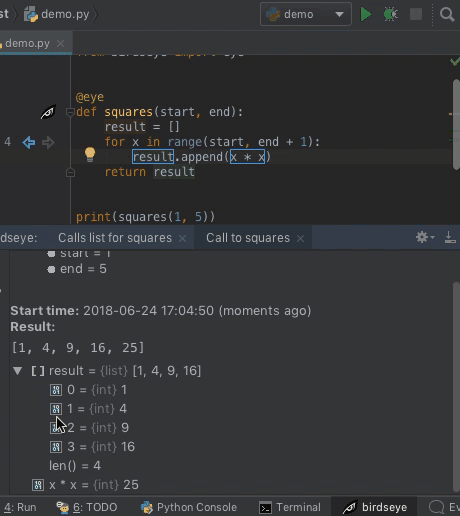 st demo.py demo
demo.py
from birdseye import eye
@eye
def squares(start, end):
result = []
4 for x in range(start, end + 1):
result.append(x * x)
return result
print(squares(1, 5))
dseye: Calls list for squares Call to squares
start = 1
end = 5
Start time: 2018-06-24 17:04:50 (moments ago)
Result:
[1, 4, 9, 16, 25]
[] result = {list} [1, 4, 9, 16]
0 = {int} 1
1 = {int} 4
2 = {int} 9
3 = {int} 16
len() = 4
x * x = {int} 25
4: Run 6: TODO Python Console Terminal birdseye Ev